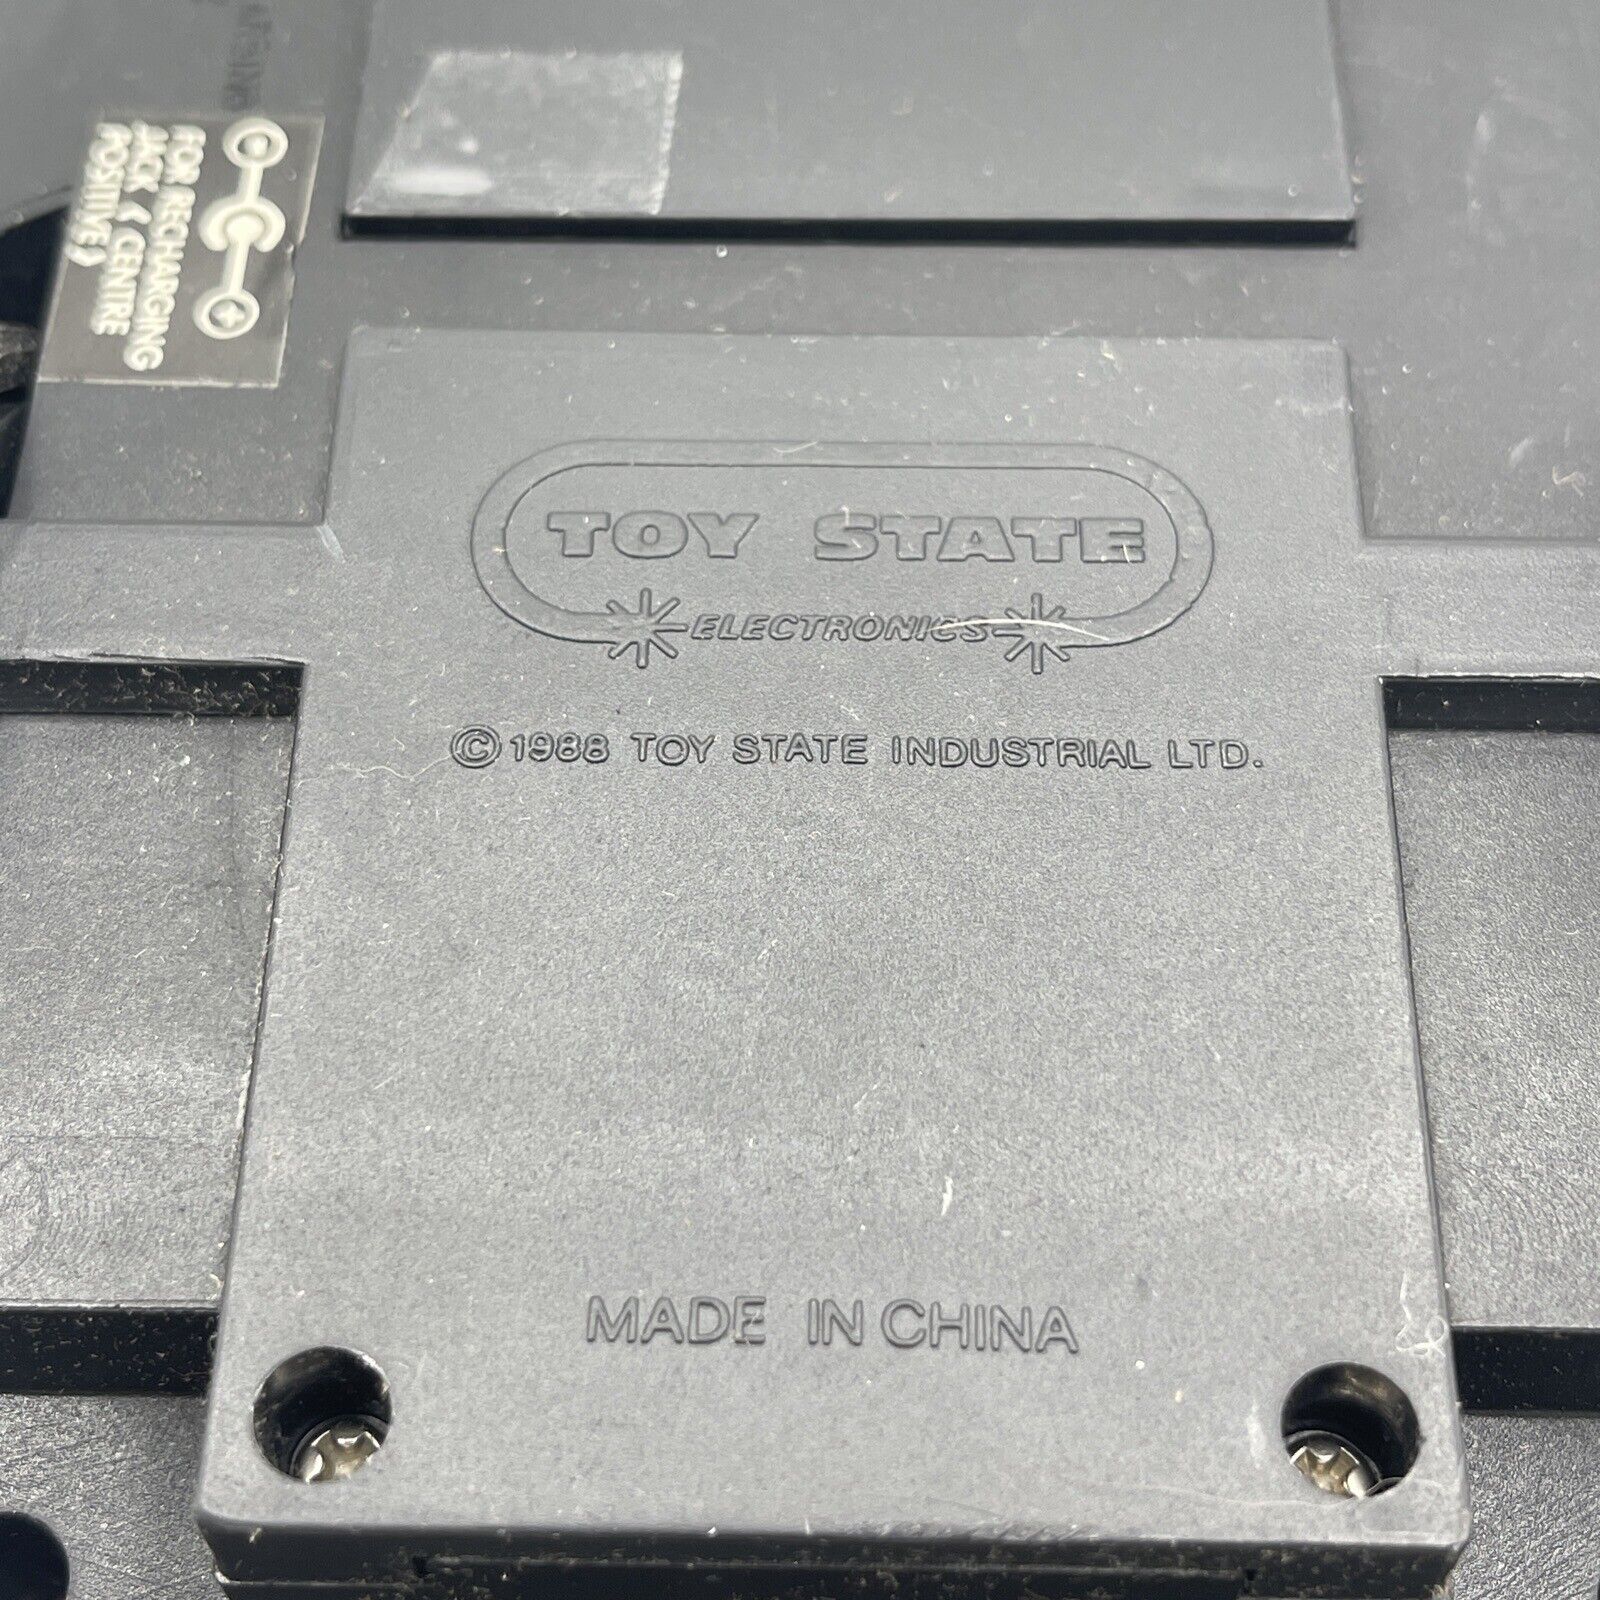 FOR RECHARGING
JACK ( CENTRE
POSITIVE )
TOY STATE
ELECTRONICS
©1988 TOY STATE INDUSTRIAL LTD.
MADE IN CHINA